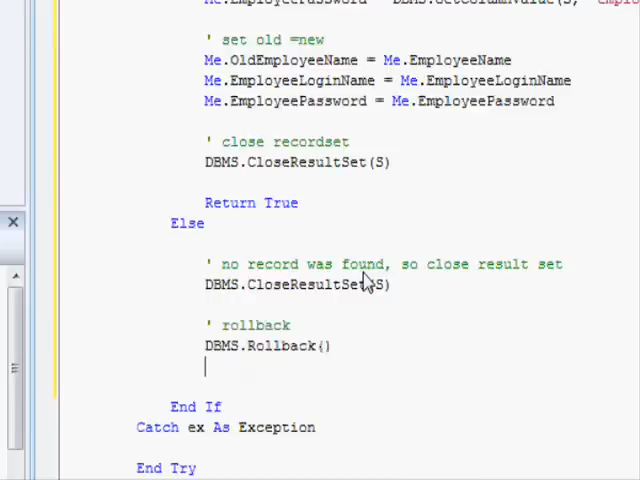 ' set old =new
Me.OldEmployeeName = Me.EmployeeName
Me.EmployeeLoginName = Me.EmployeeLoginName
Me.EmployeePassword = Me.EmployeePassword
' close recordset
DBMS.CloseResultSet(S)
Return True
Else
' no record was found, so close result set
DBMS.CloseResultSet(S)
' rollback
DBMS.Rollback()
End If
Catch ex As Exception
End Try